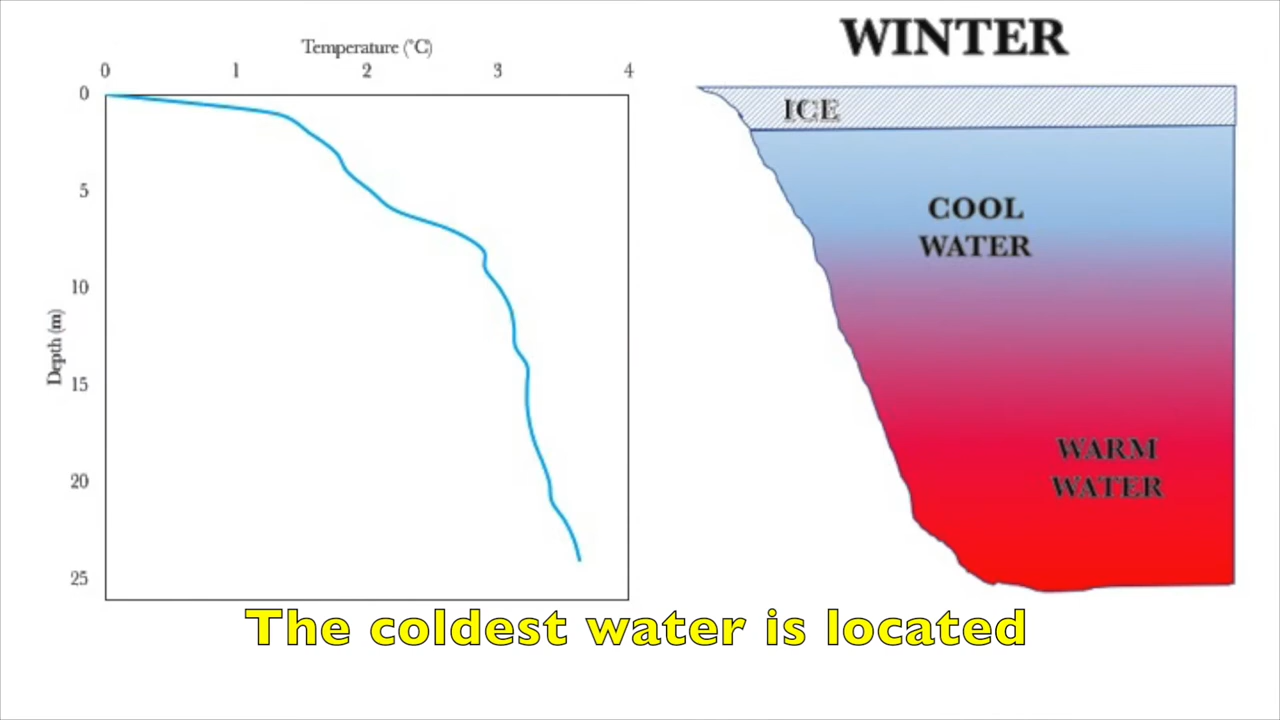 Temperature (°C)
0 1 2 3 4
0
5
10
15
20
25
Depth (m)
WINTER
ICE
COOL
WATER
WARM
WATER
The coldest water is located